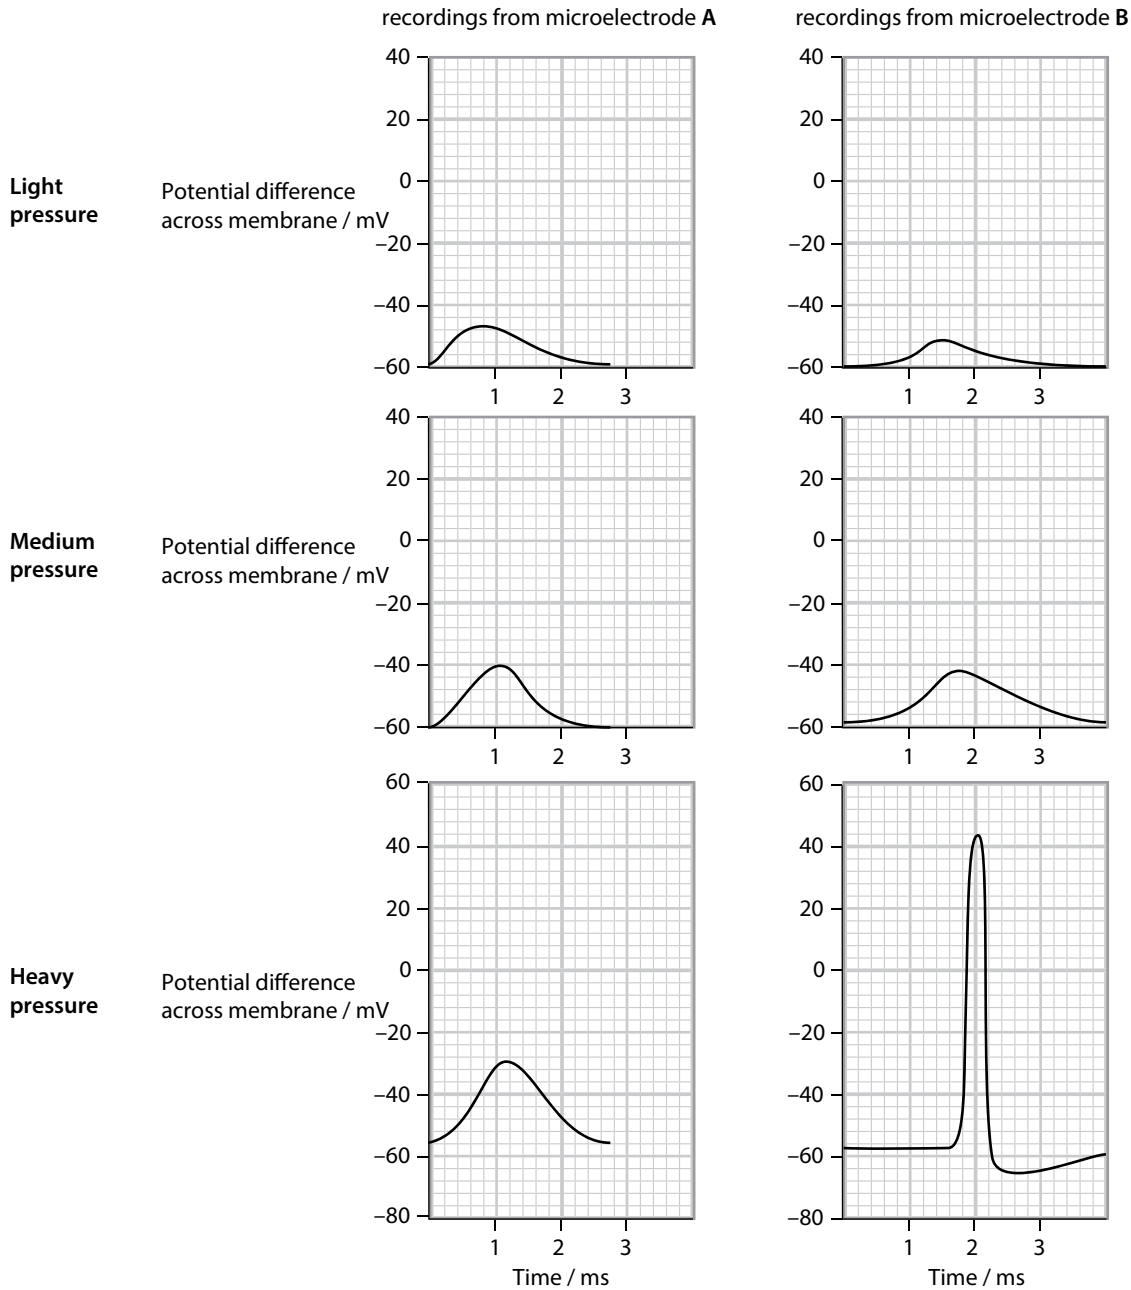 recordings from microelectrode A
recordings from microelectrode B
Light
pressure
Potential difference
across membrane / mV
40
20
0
–20
–40
–60
1 2 3
40
20
0
–20
–40
–60
1 2 3
Medium
pressure
Potential difference
across membrane / mV
40
20
0
–20
–40
–60
1 2 3
40
20
0
–20
–40
–60
1 2 3
Heavy
pressure
Potential difference
across membrane / mV
60
40
20
0
–20
–40
–60
–80
1 2 3
Time / ms
60
40
20
0
–20
–40
–60
–80
1 2 3
Time / ms